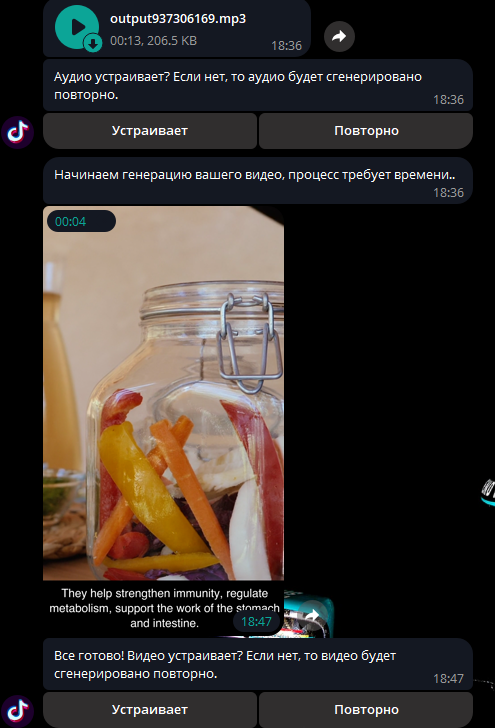 output937306169.mp3
00:13, 206.5 KB
18:36
Аудио устраивает? Если нет, то аудио будет сгенерировано
повторно.
18:36
Устраивает
Повторно
Начинаем генерацию вашего видео, процесс требует времени..
18:36
00:04
They help strengthen immunity, regulate
metabolism, support the work of the stomach
and intestine.
18:47
Все готово! Видео устраивает? Если нет, то видео будет
сгенерировано повторно.
18:47
Устраивает
Повторно